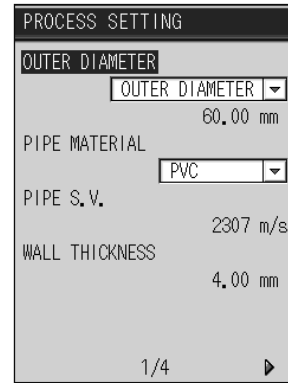 PROCESS SETTING
OUTER DIAMETER
OUTER DIAMETER
60.00 mm
PIPE MATERIAL
PVC
PIPE S.V.
2307 m/s
WALL THICKNESS
4.00 mm
1/4